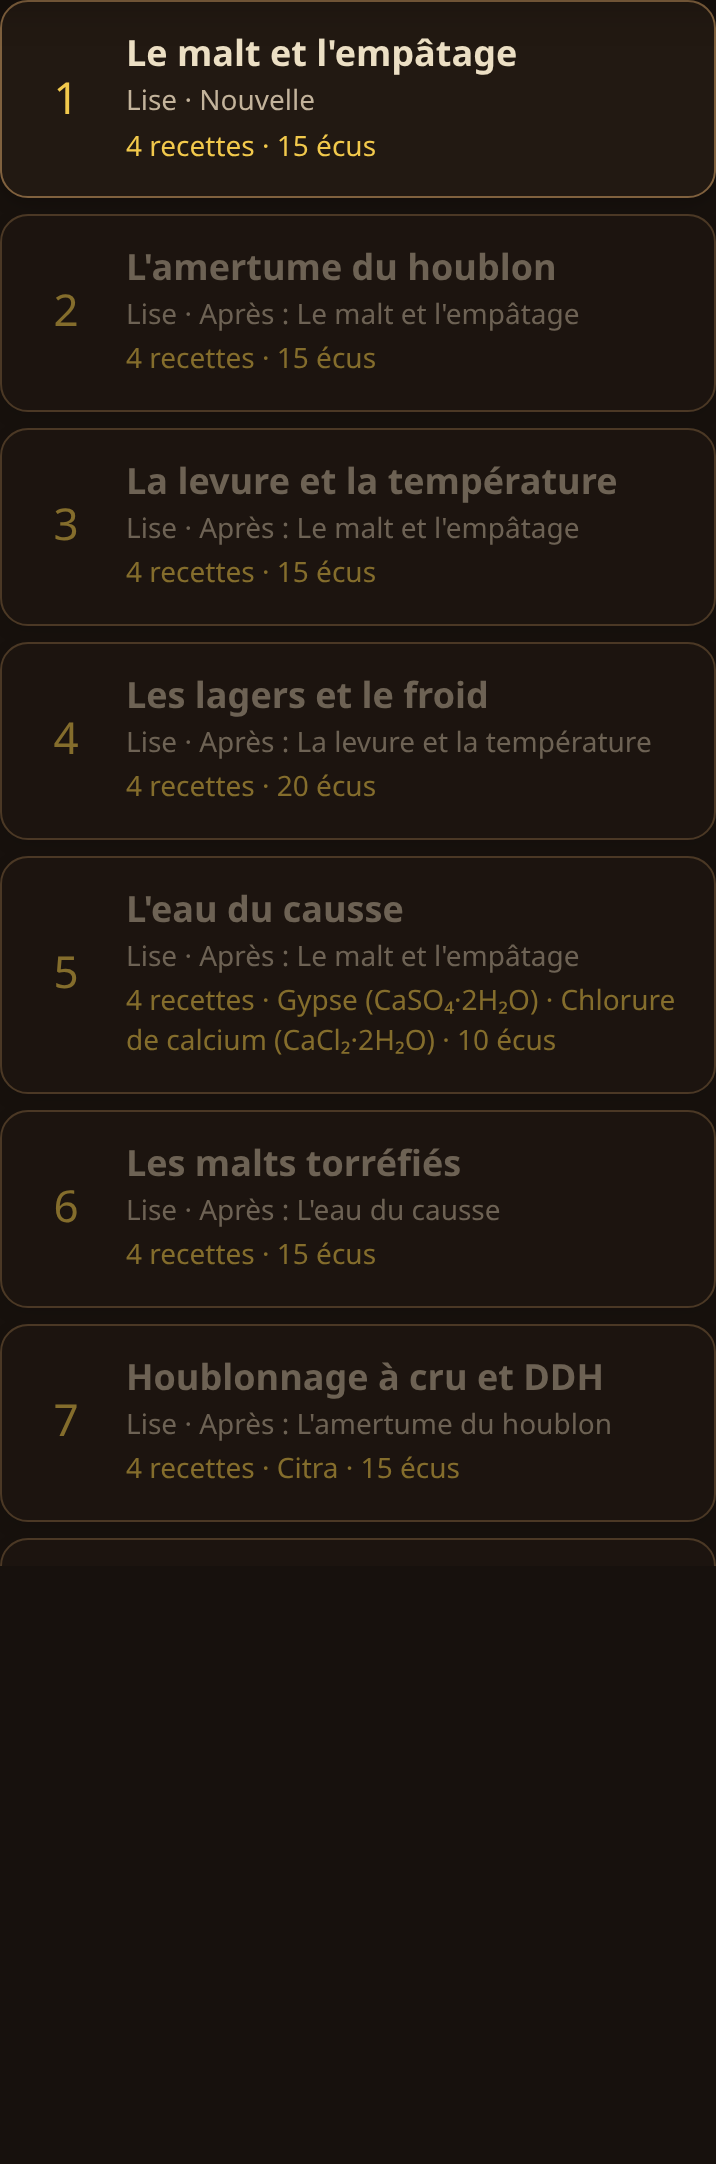 1
Le malt et l'empâtage
Lise · Nouvelle
4 recettes · 15 écus
2
L'amertume du houblon
Lise · Après : Le malt et l'empâtage
4 recettes · 15 écus
3
La levure et la température
Lise · Après : Le malt et l'empâtage
4 recettes · 15 écus
4
Les lagers et le froid
Lise · Après : La levure et la température
4 recettes · 20 écus
5
L'eau du causse
Lise · Après : Le malt et l'empâtage
4 recettes · Gypse (CaSO₄·2H₂O) · Chlorure
de calcium (CaCl₂·2H₂O) · 10 écus
6
Les malts torréfiés
Lise · Après : L'eau du causse
4 recettes · 15 écus
7
Houblonnage à cru et DDH
Lise · Après : L'amertume du houblon
4 recettes · Citra · 15 écus